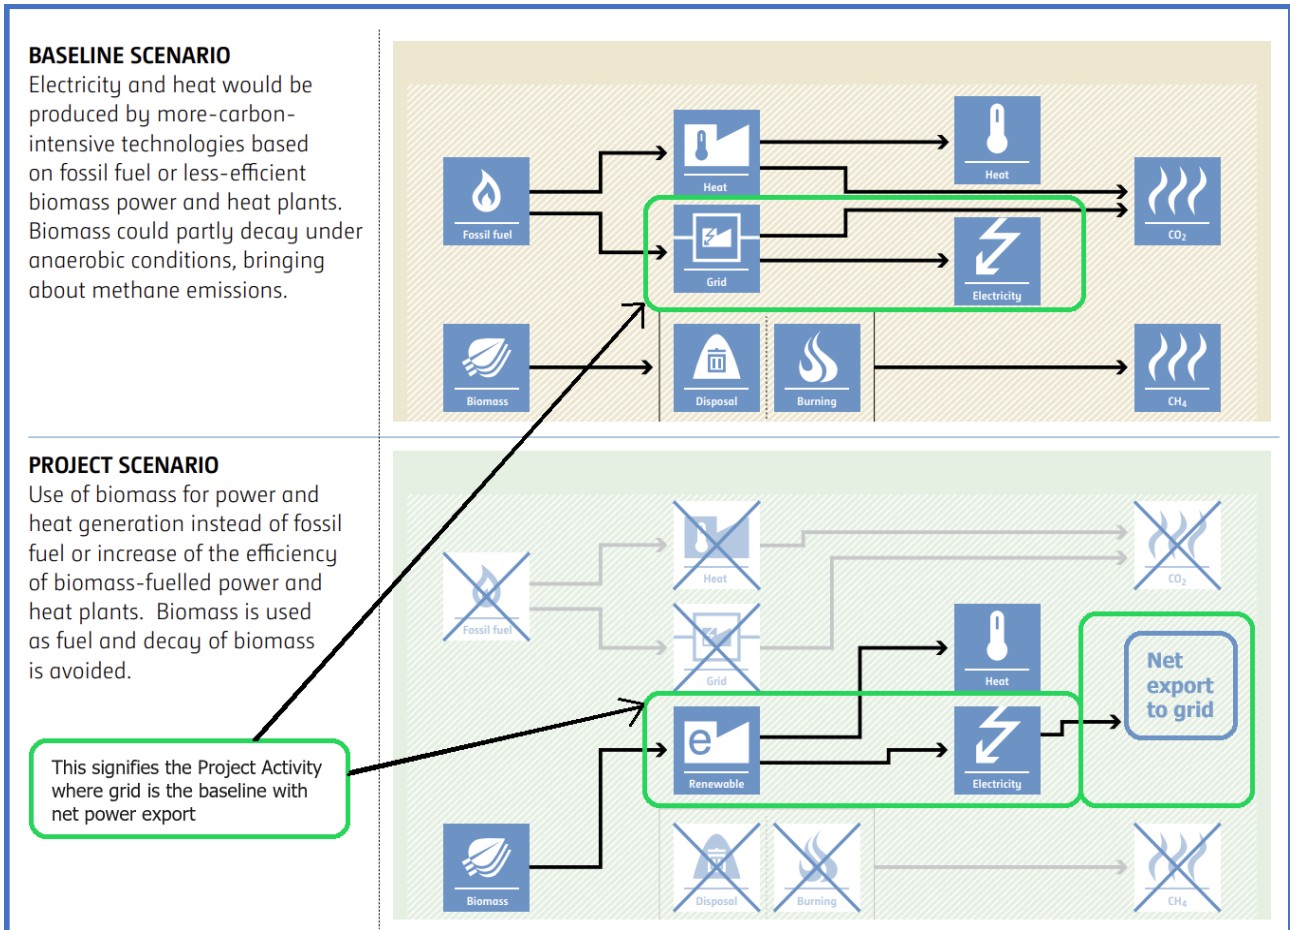 BASELINE SCENARIO
Electricity and heat would be
produced by more-carbon-
intensive technologies based
on fossil fuel or less-efficient
biomass power and heat plants.
Biomass could partly decay under
anaerobic conditions, bringing
about methane emissions.
Fossil fuel
Heat
Heat
Grid
Electricity
CO₂
Biomass
Disposal
Burning
CH₄
PROJECT SCENARIO
Use of biomass for power and
heat generation instead of fossil
fuel or increase of the efficiency
of biomass-fuelled power and
heat plants. Biomass is used
as fuel and decay of biomass
is avoided.
This signifies the Project Activity
where grid is the baseline with
net power export
Fossil fuel
Heat
Grid
CO₂
Heat
Renewable
e
Electricity
Net
export
to grid
Biomass
Disposal
Burning
CH₄